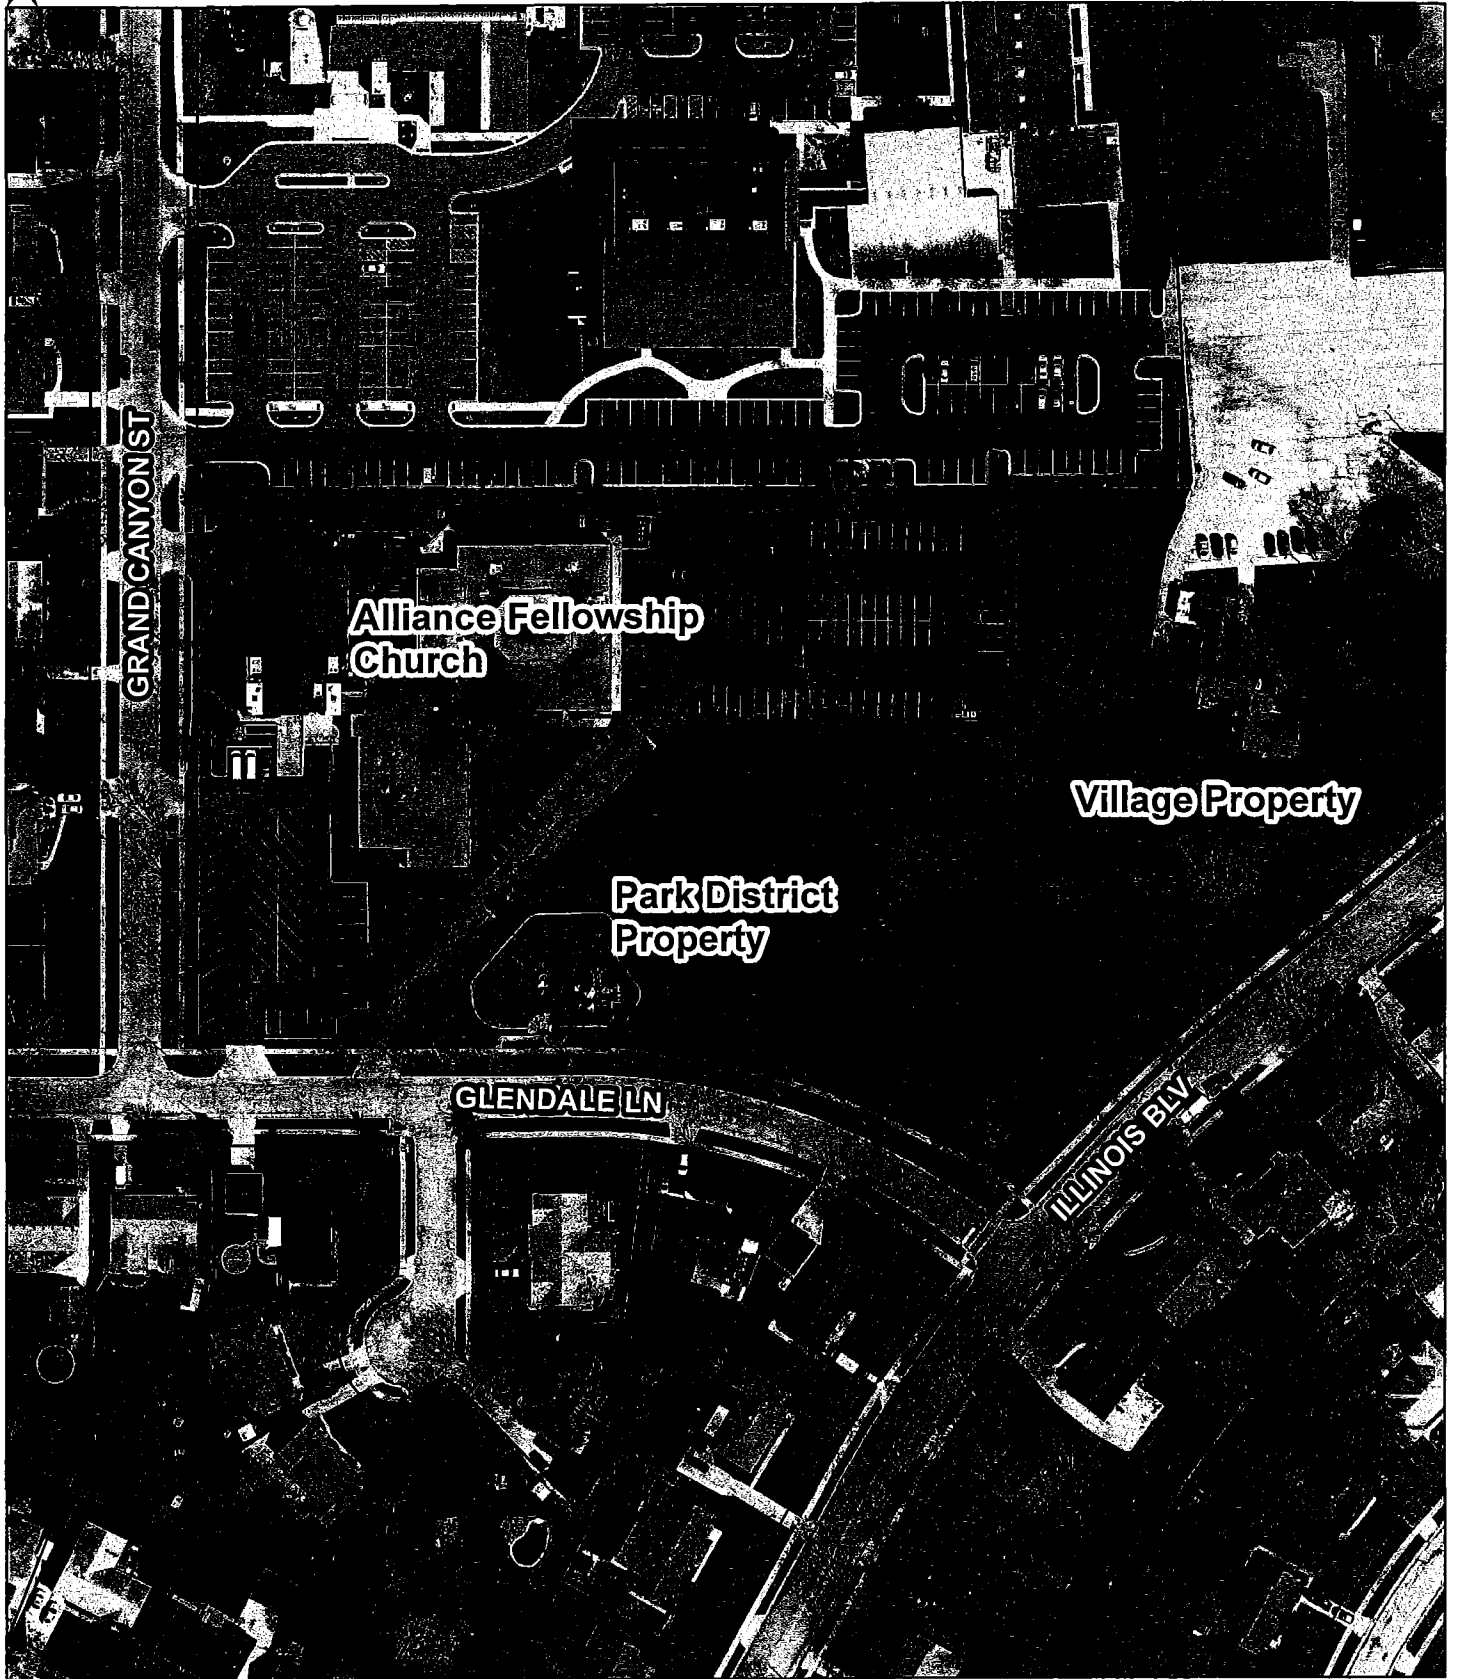 GRAND CANYON ST
Alliance Fellowship
Church
Village Property
Park District
Property
GLENDALE LN
ILLINOIS BLV